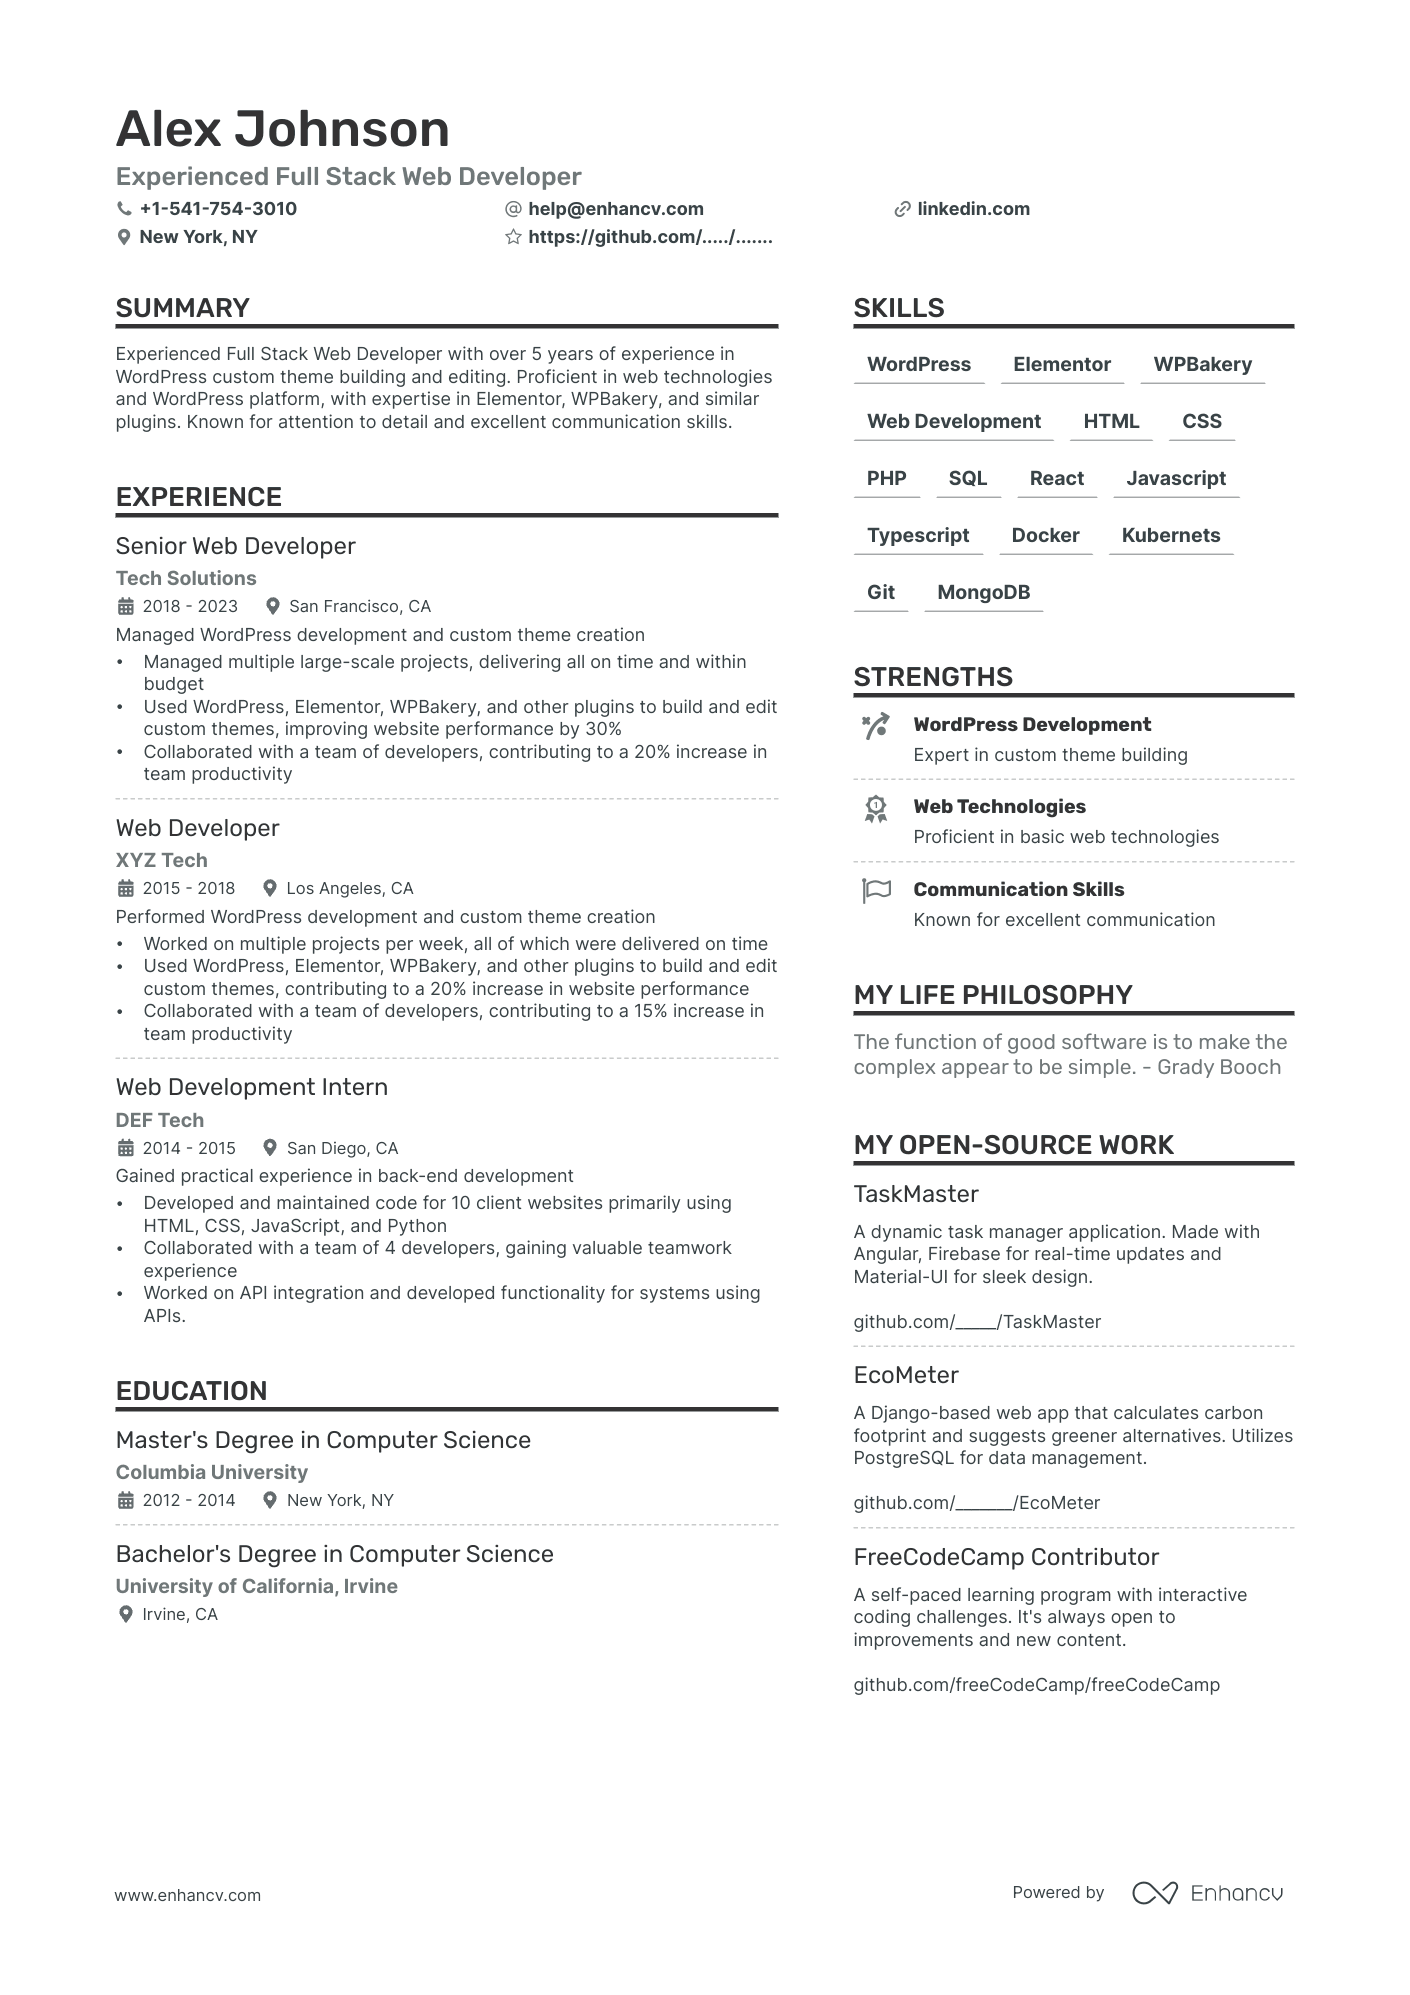 Alex Johnson
Experienced Full Stack Web Developer
+1-541-754-3010
help@enhancv.com
linkedin.com
New York, NY
https://github.com/...../.......
SUMMARY
Experienced Full Stack Web Developer with over 5 years of experience in
WordPress custom theme building and editing. Proficient in web technologies
and WordPress platform, with expertise in Elementor, WPBakery, and similar
plugins. Known for attention to detail and excellent communication skills.
EXPERIENCE
Senior Web Developer
Tech Solutions
2018 - 2023 San Francisco, CA
Managed WordPress development and custom theme creation
• Managed multiple large-scale projects, delivering all on time and within
budget
• Used WordPress, Elementor, WPBakery, and other plugins to build and edit
custom themes, improving website performance by 30%
• Collaborated with a team of developers, contributing to a 20% increase in
team productivity
Web Developer
XYZ Tech
2015 - 2018 Los Angeles, CA
Performed WordPress development and custom theme creation
• Worked on multiple projects per week, all of which were delivered on time
• Used WordPress, Elementor, WPBakery, and other plugins to build and edit
custom themes, contributing to a 20% increase in website performance
• Collaborated with a team of developers, contributing to a 15% increase in
team productivity
Web Development Intern
DEF Tech
2014 - 2015 San Diego, CA
Gained practical experience in back-end development
• Developed and maintained code for 10 client websites primarily using
HTML, CSS, JavaScript, and Python
• Collaborated with a team of 4 developers, gaining valuable teamwork
experience
• Worked on API integration and developed functionality for systems using
APIs.
EDUCATION
Master's Degree in Computer Science
Columbia University
2012 - 2014 New York, NY
Bachelor's Degree in Computer Science
University of California, Irvine
Irvine, CA
SKILLS
WordPress Elementor WPBakery
Web Development HTML CSS
PHP SQL React Javascript
Typescript Docker Kubernets
Git MongoDB
STRENGTHS
WordPress Development
Expert in custom theme building
1
Web Technologies
Proficient in basic web technologies
Communication Skills
Known for excellent communication
MY LIFE PHILOSOPHY
The function of good software is to make the
complex appear to be simple. - Grady Booch
MY OPEN-SOURCE WORK
TaskMaster
A dynamic task manager application. Made with
Angular, Firebase for real-time updates and
Material-UI for sleek design.
github.com/_____/TaskMaster
EcoMeter
A Django-based web app that calculates carbon
footprint and suggests greener alternatives. Utilizes
PostgreSQL for data management.
github.com/_______/EcoMeter
FreeCodeCamp Contributor
A self-paced learning program with interactive
coding challenges. It's always open to
improvements and new content.
github.com/freeCodeCamp/freeCodeCamp
www.enhancv.com
Powered by Enhancv